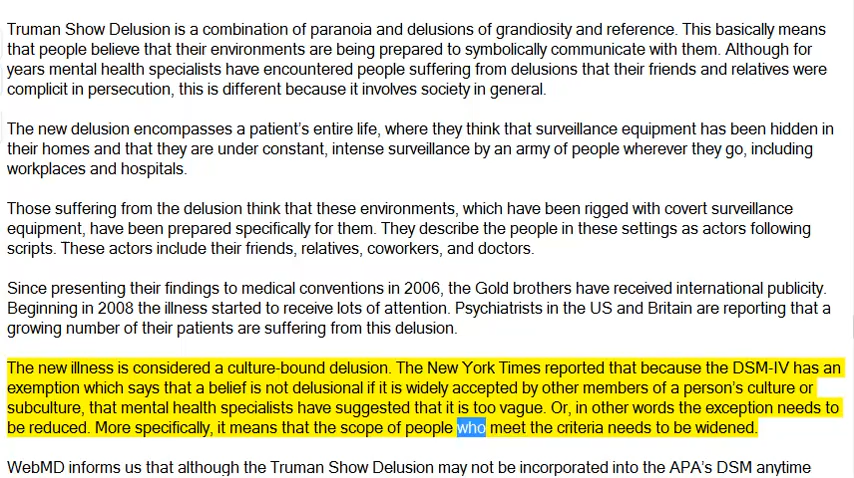 Truman Show Delusion is a combination of paranoia and delusions of grandiosity and reference. This basically means
that people believe that their environments are being prepared to symbolically communicate with them. Although for
years mental health specialists have encountered people suffering from delusions that their friends and relatives were
complicit in persecution, this is different because it involves society in general.
The new delusion encompasses a patient's entire life, where they think that surveillance equipment has been hidden in
their homes and that they are under constant, intense surveillance by an army of people wherever they go, including
workplaces and hospitals.
Those suffering from the delusion think that these environments, which have been rigged with covert surveillance
equipment, have been prepared specifically for them. They describe the people in these settings as actors following
scripts. These actors include their friends, relatives, coworkers, and doctors.
Since presenting their findings to medical conventions in 2006, the Gold brothers have received international publicity.
Beginning in 2008 the illness started to receive lots of attention. Psychiatrists in the US and Britain are reporting that a
growing number of their patients are suffering from this delusion.
The new illness is considered a culture-bound delusion. The New York Times reported that because the DSM-IV has an
exemption which says that a belief is not delusional if it is widely accepted by other members of a person's culture or
subculture, that mental health specialists have suggested that it is too vague. Or, in other words the exception needs to
be reduced. More specifically, it means that the scope of people who meet the criteria needs to be widened.
WebMD informs us that although the Truman Show Delusion may not be incorporated into the APA's DSM anytime